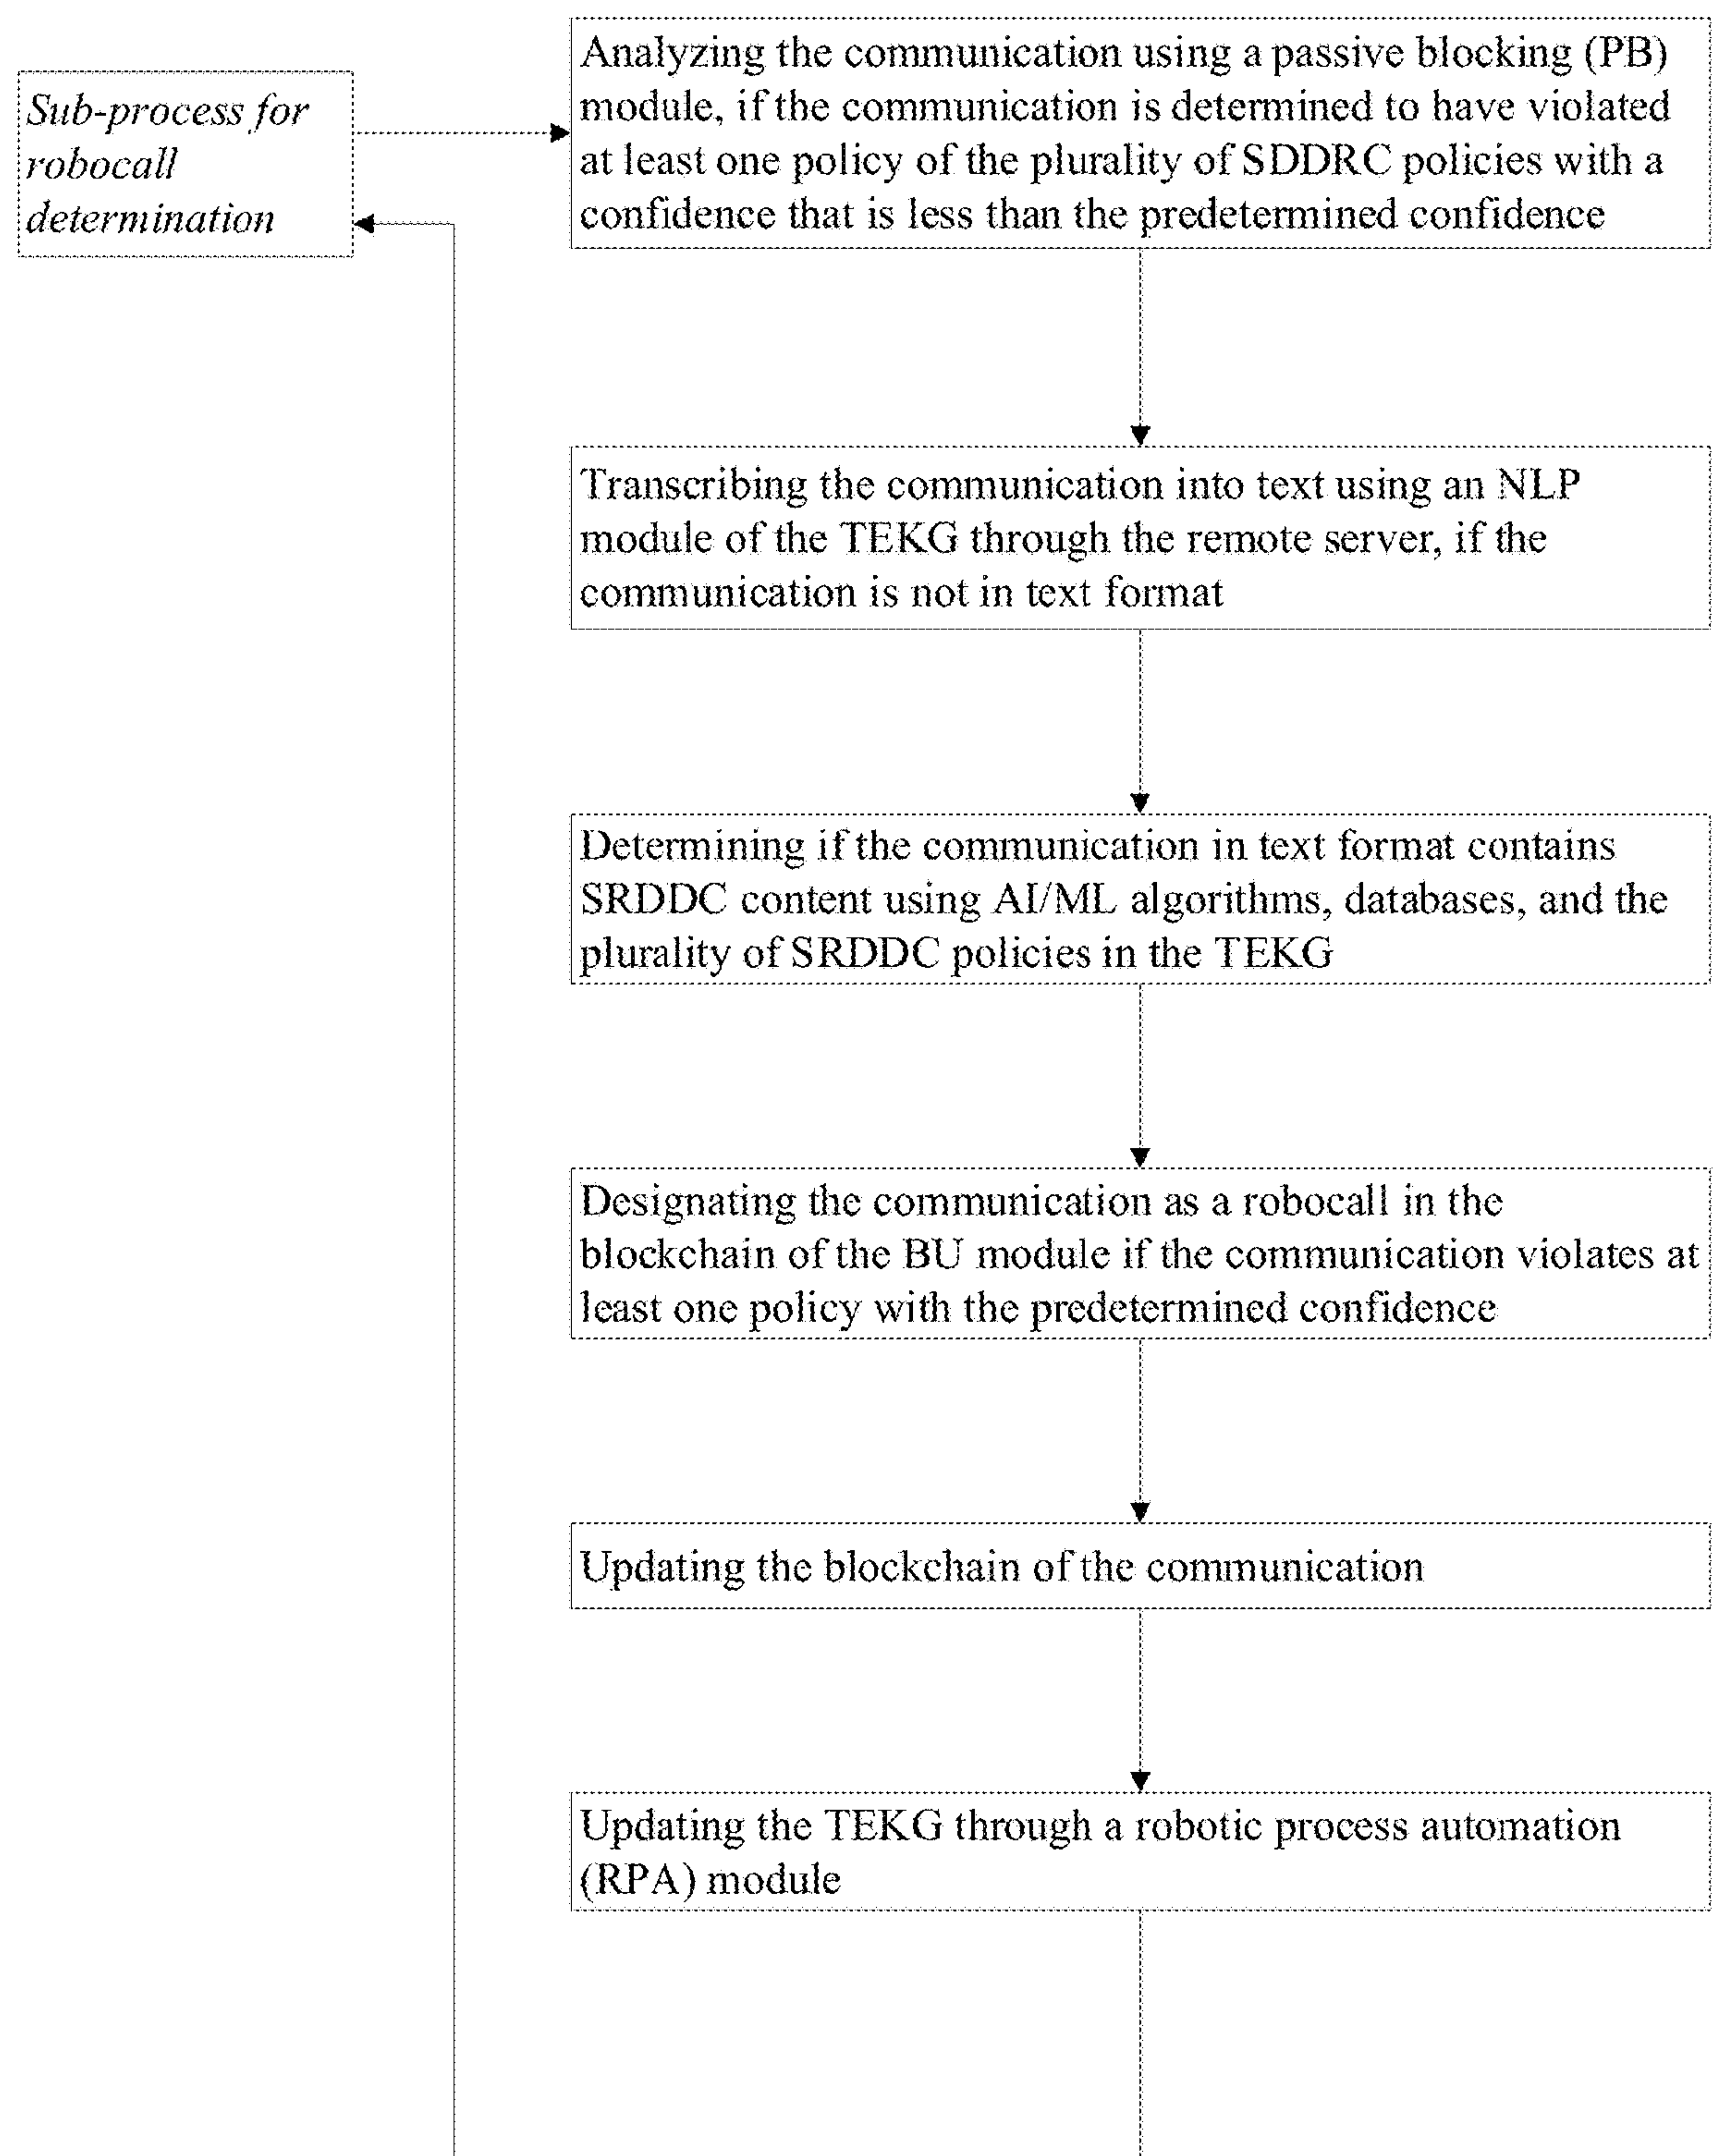 Sub-process for
robocall
determination
Analyzing the communication using a passive blocking (PB)
module, if the communication is determined to have violated
at least one policy of the plurality of SDDRC policies with a
confidence that is less than the predetermined confidence
Transcribing the communication into text using an NLP
module of the TEKG through the remote server, if the
communication is not in text format
Determining if the communication in text format contains
SRDDC content using AI/ML algorithms, databases, and the
plurality of SRDDC policies in the TEKG
Designating the communication as a robocall in the
blockchain of the BU module if the communication violates at
least one policy with the predetermined confidence
Updating the blockchain of the communication
Updating the TEKG through a robotic process automation
(RPA) module